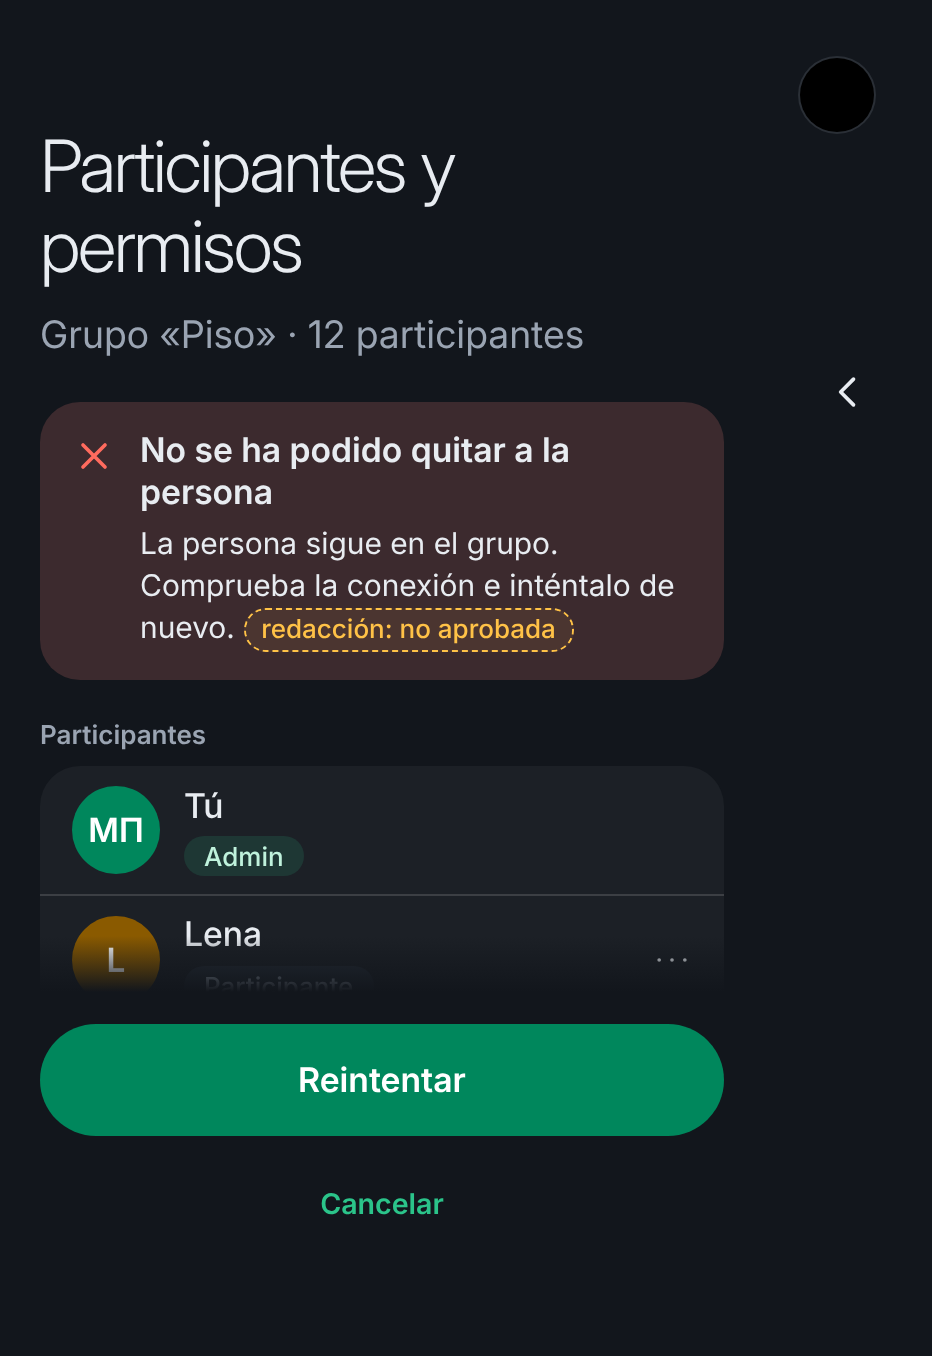 Participantes y
permisos
Grupo «Piso» · 12 participantes
No se ha podido quitar a la
persona
La persona sigue en el grupo.
Comprueba la conexión e inténtalo de
nuevo. redacción: no aprobada
Participantes
МП
Tú
Admin
L
Lena
Participante
Reintentar
Cancelar